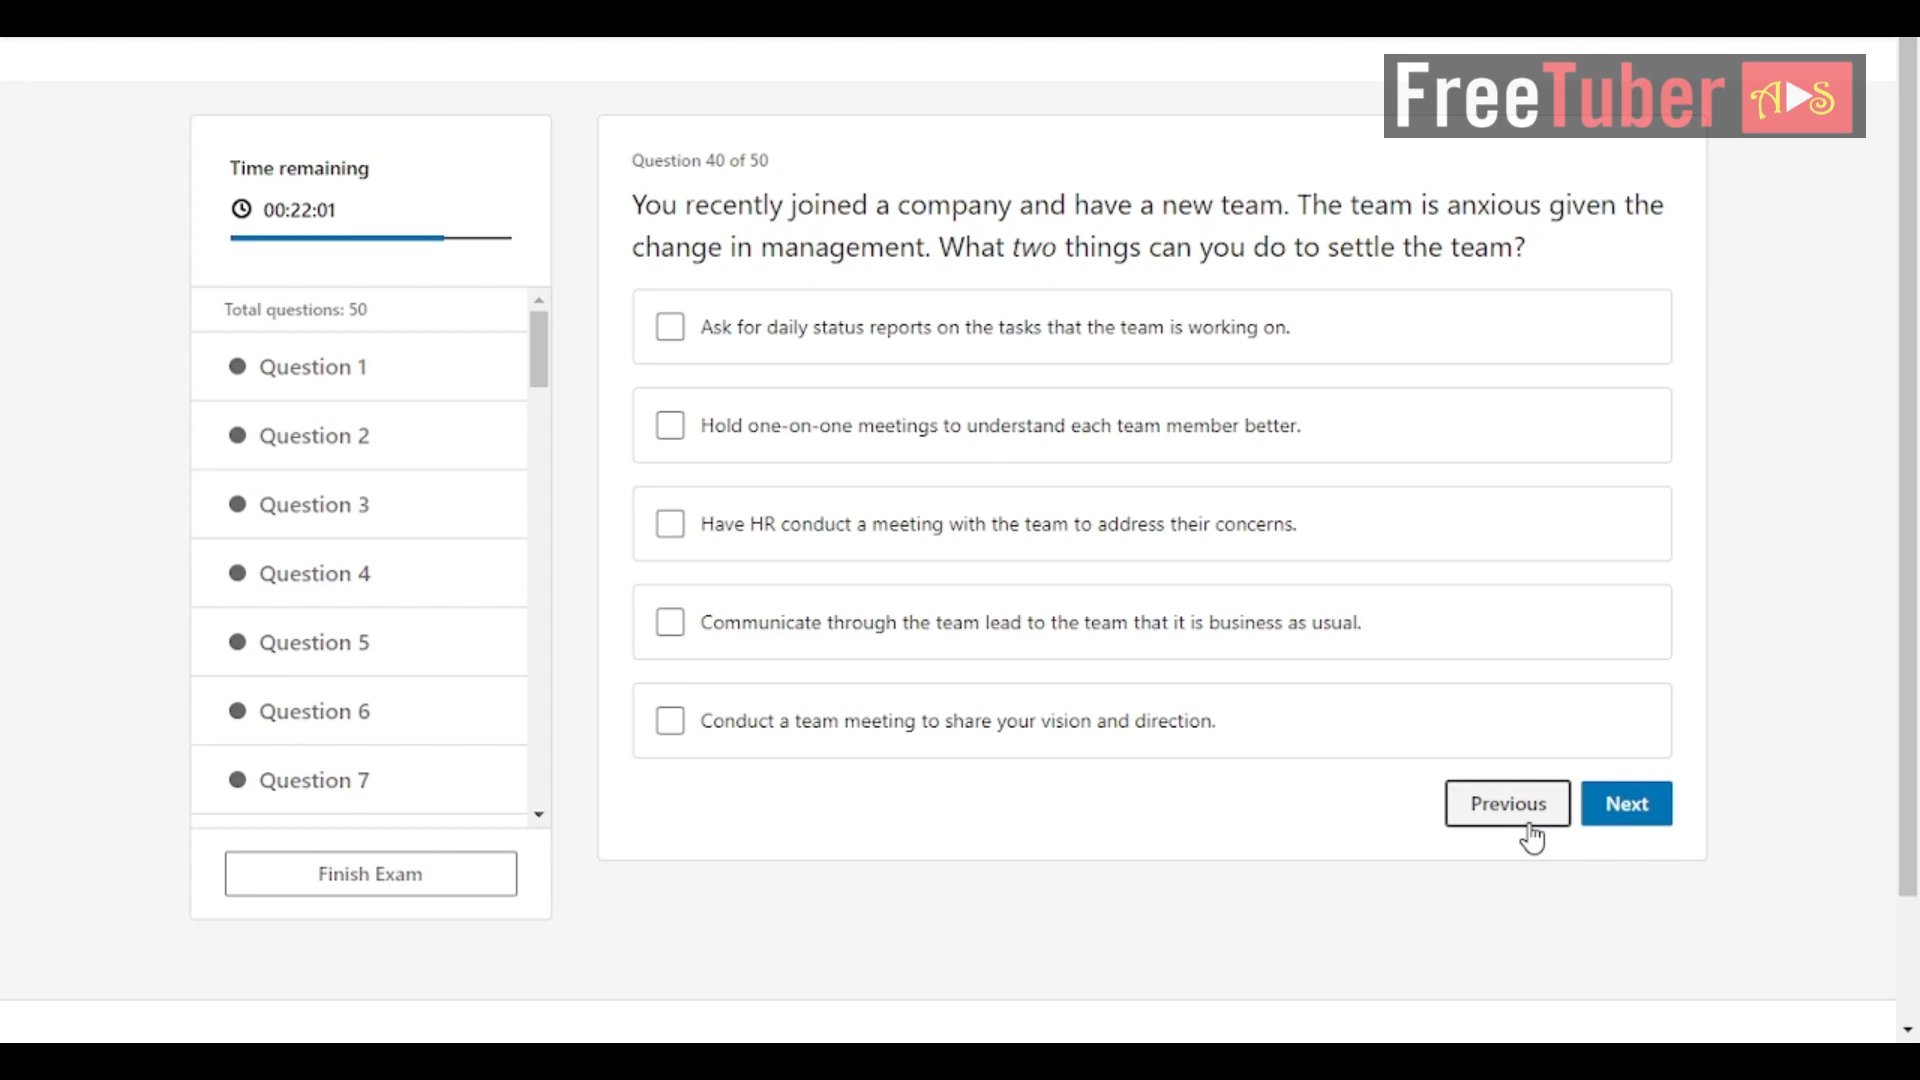 FreeTuber
Time remaining
00:22:01
Total questions: 50
Question 1
Question 2
Question 3
Question 4
Question 5
Question 6
Question 7
Finish Exam
Question 40 of 50
You recently joined a company and have a new team. The team is anxious given the
change in management. What two things can you do to settle the team?
Ask for daily status reports on the tasks that the team is working on.
Hold one-on-one meetings to understand each team member better.
Have HR conduct a meeting with the team to address their concerns.
Communicate through the team lead to the team that it is business as usual.
Conduct a team meeting to share your vision and direction.
Previous
Next